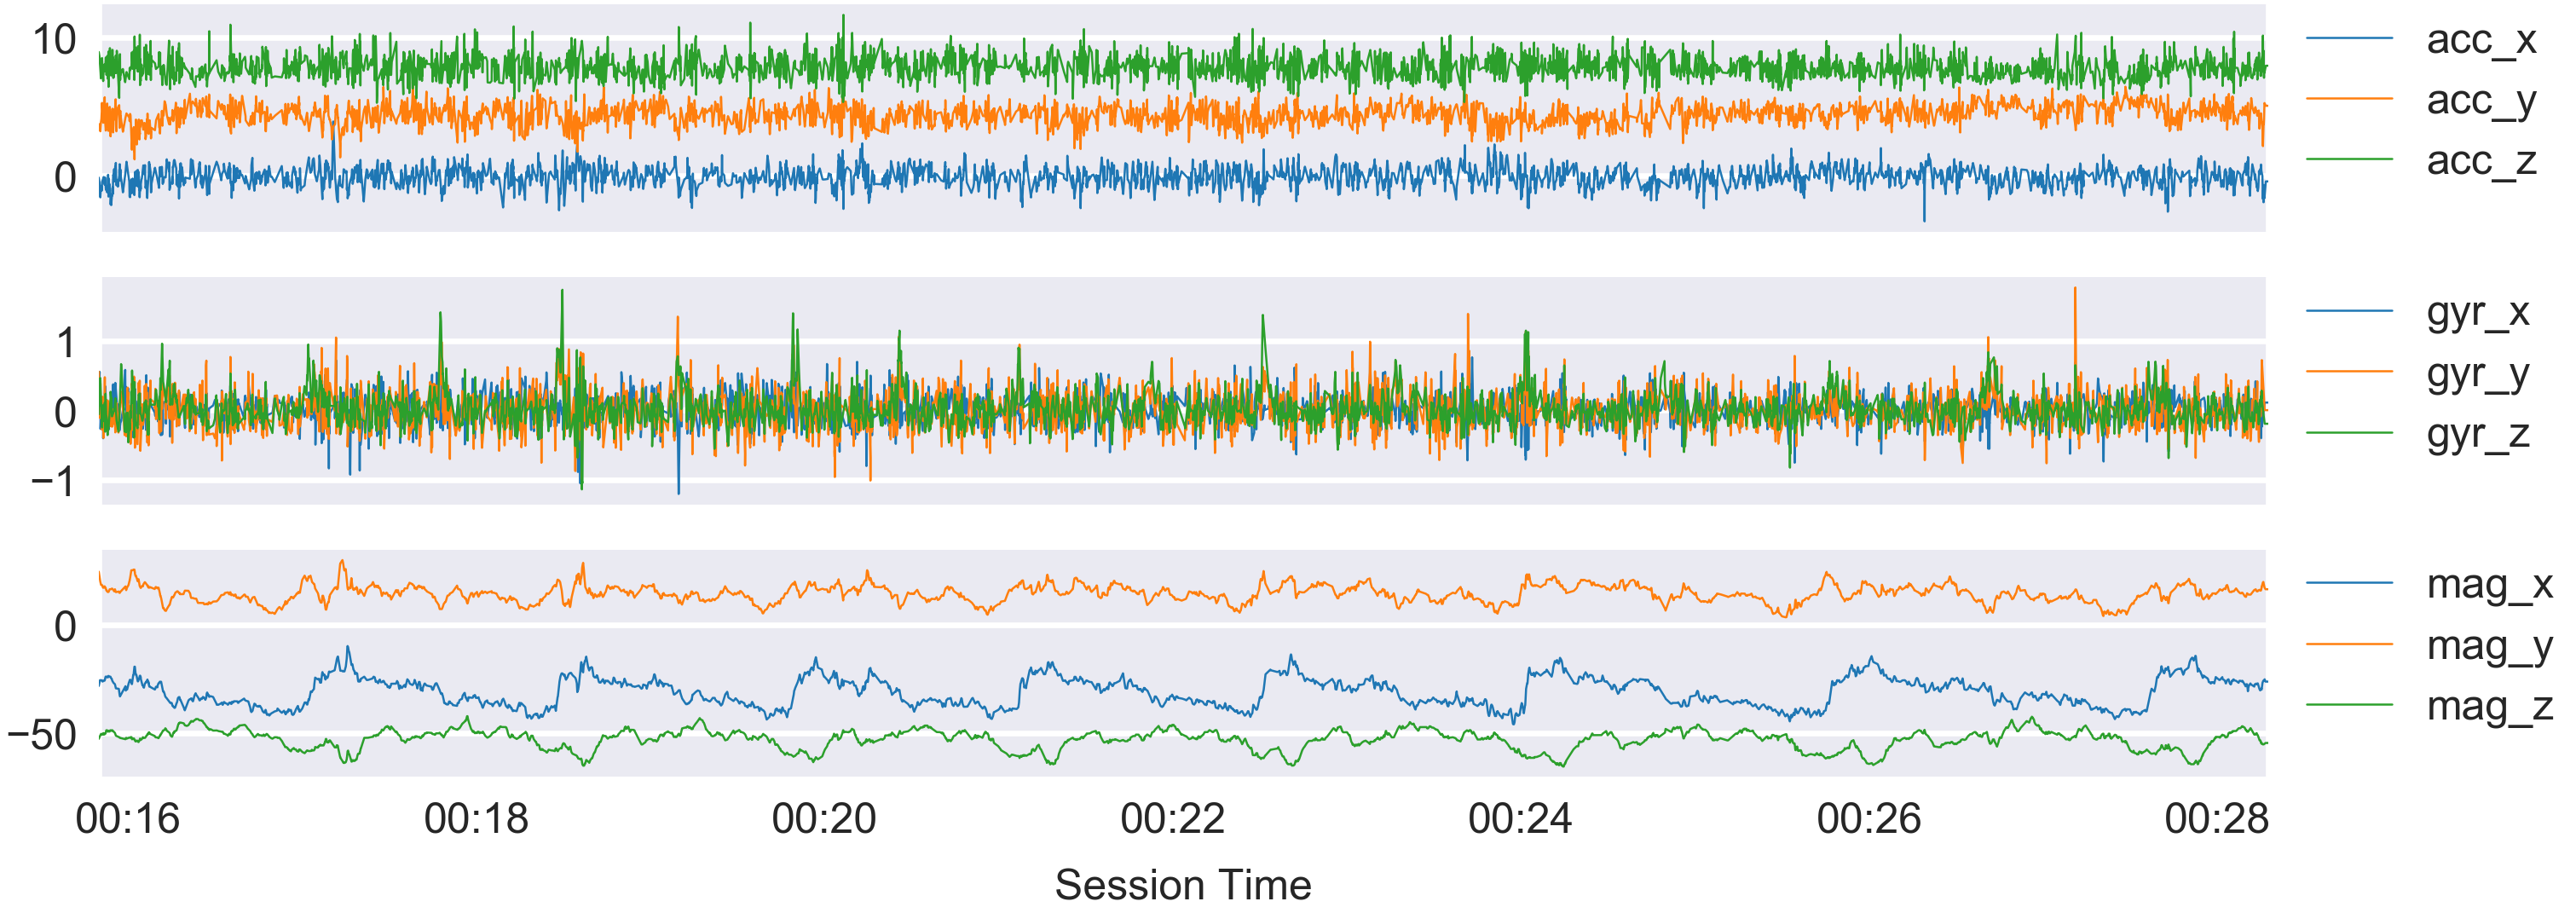 10
0
acc_x
acc_y
acc_z
1
0
−1
gyr_x
gyr_y
gyr_z
0
−50
mag_x
mag_y
mag_z
00:16 00:18 00:20 00:22 00:24 00:26 00:28
Session Time